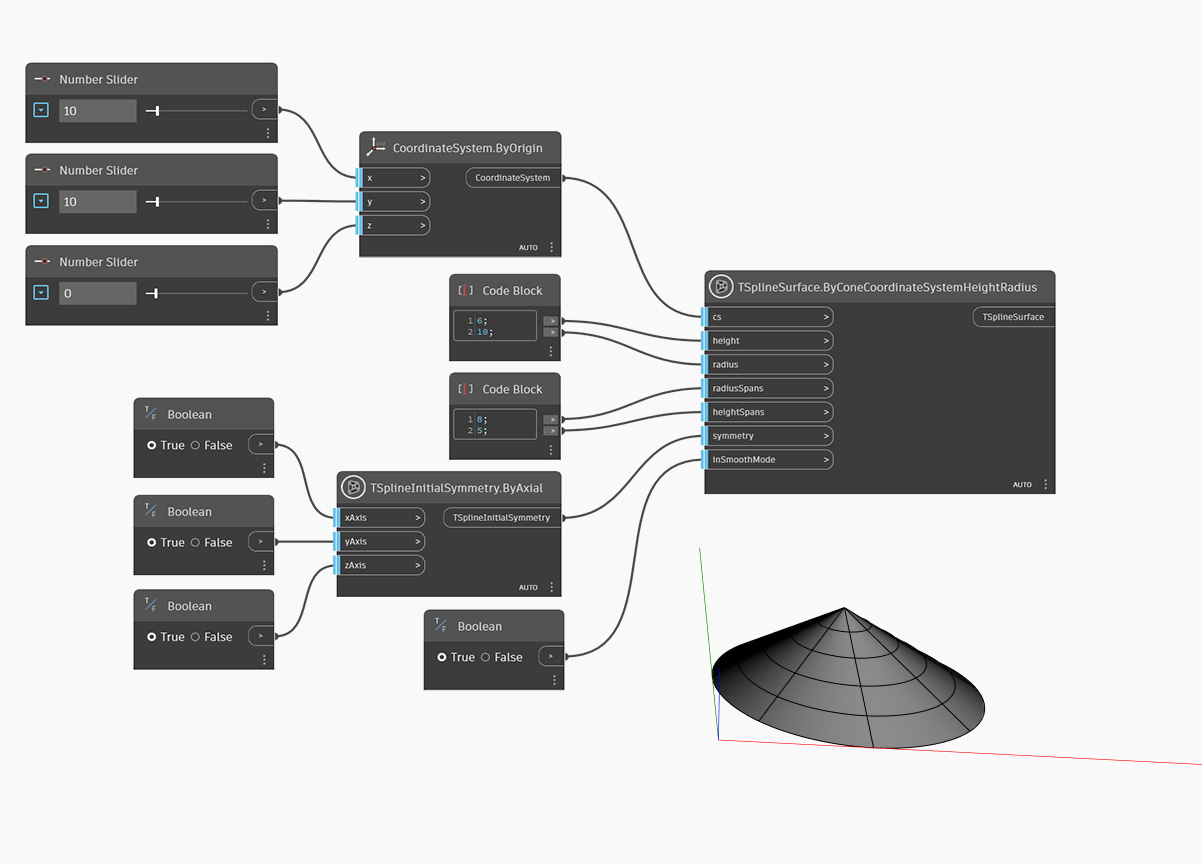 Number Slider
10
>
Number Slider
10
>
Number Slider
0
>
CoordinateSystem.ByOrigin
x > CoordinateSystem
y >
z >
AUTO
Code Block
1 6; >
2 10; >
Code Block
1 8; >
2 5; >
Boolean
True False >
Boolean
True False >
Boolean
True False >
TSplineInitialSymmetry.ByAxial
xAxis > TSplineInitialSymmetry
yAxis >
zAxis >
AUTO
Boolean
True False >
TSplineSurface.ByConeCoordinateSystemHeightRadius
cs > TSplineSurface
height >
radius >
radiusSpans >
heightSpans >
symmetry >
inSmoothMode >
AUTO